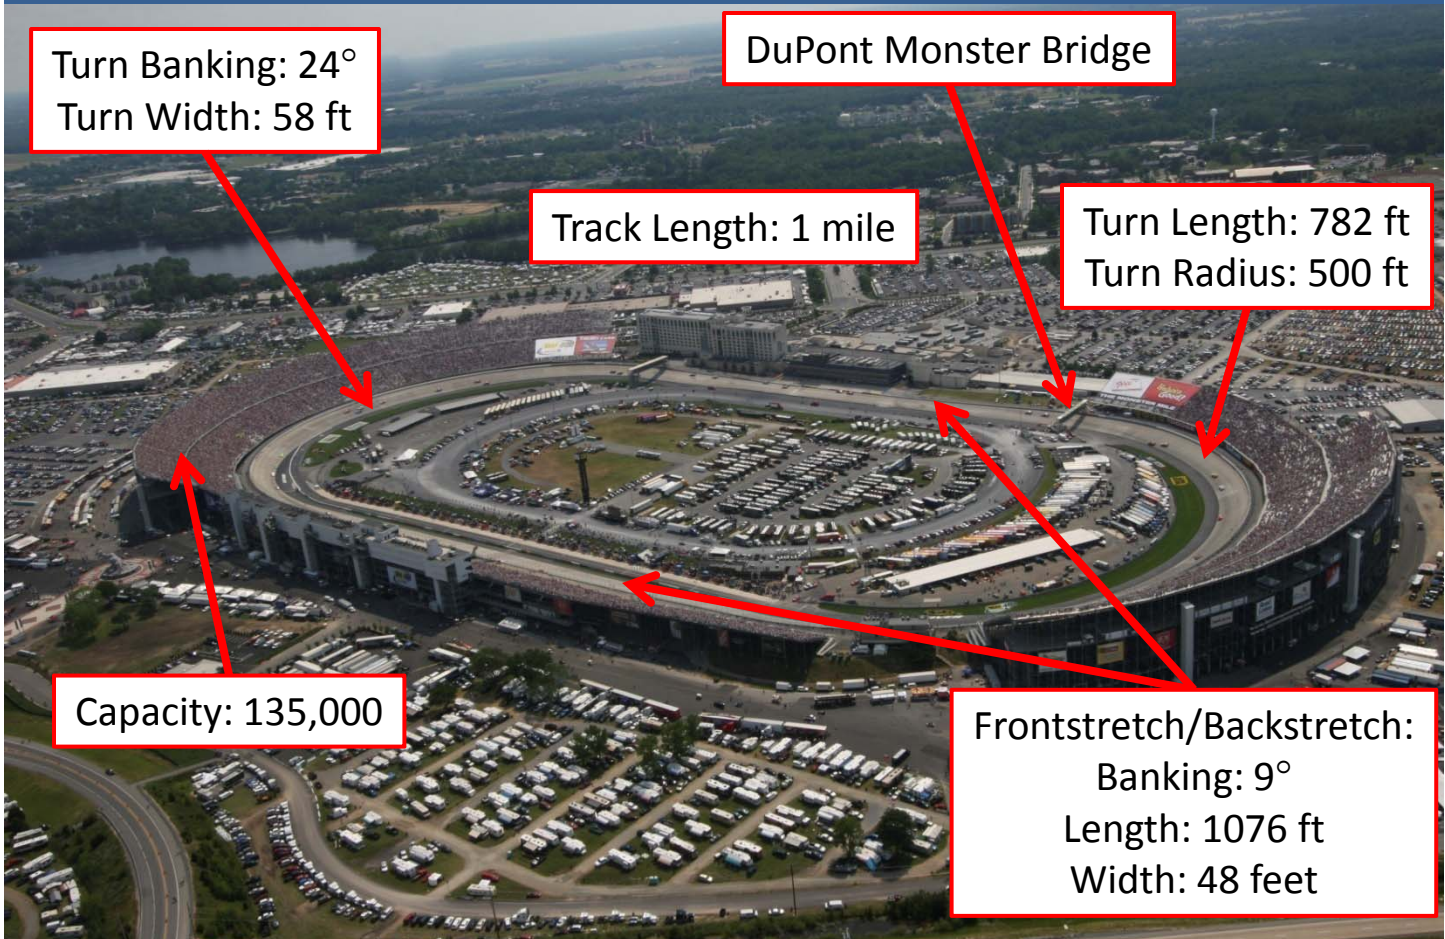 Turn Banking: 24°
Turn Width: 58 ft
DuPont Monster Bridge
Track Length: 1 mile
Turn Length: 782 ft
Turn Radius: 500 ft
Capacity: 135,000
Frontstretch/Backstretch:
Banking: 9°
Length: 1076 ft
Width: 48 feet